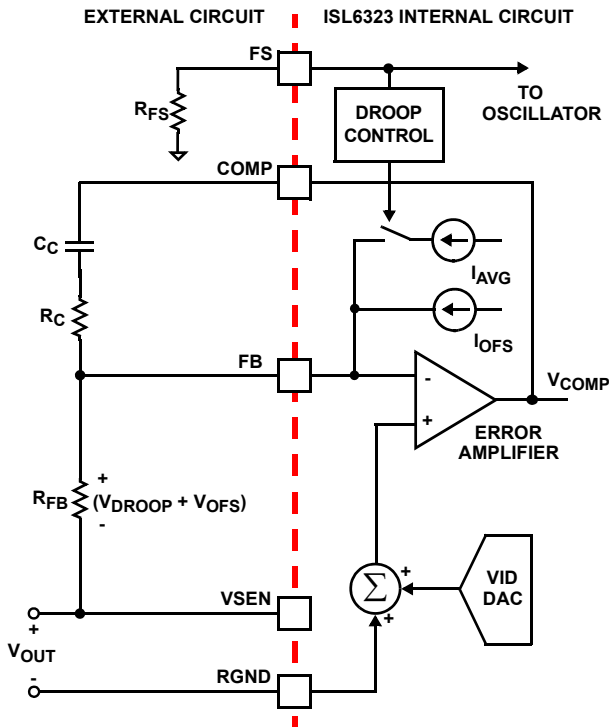 EXTERNAL CIRCUIT
ISL6323 INTERNAL CIRCUIT
FS
RFS
TO
OSCILLATOR
DROOP
CONTROL
COMP
CC
RC
IAVG
IOFS
FB
-
+
VCOMP
ERROR
AMPLIFIER
RFB
+
(VDROOP + VOFS)
-
VSEN
+
VOUT
-
RGND
Σ
+
+
VID
DAC